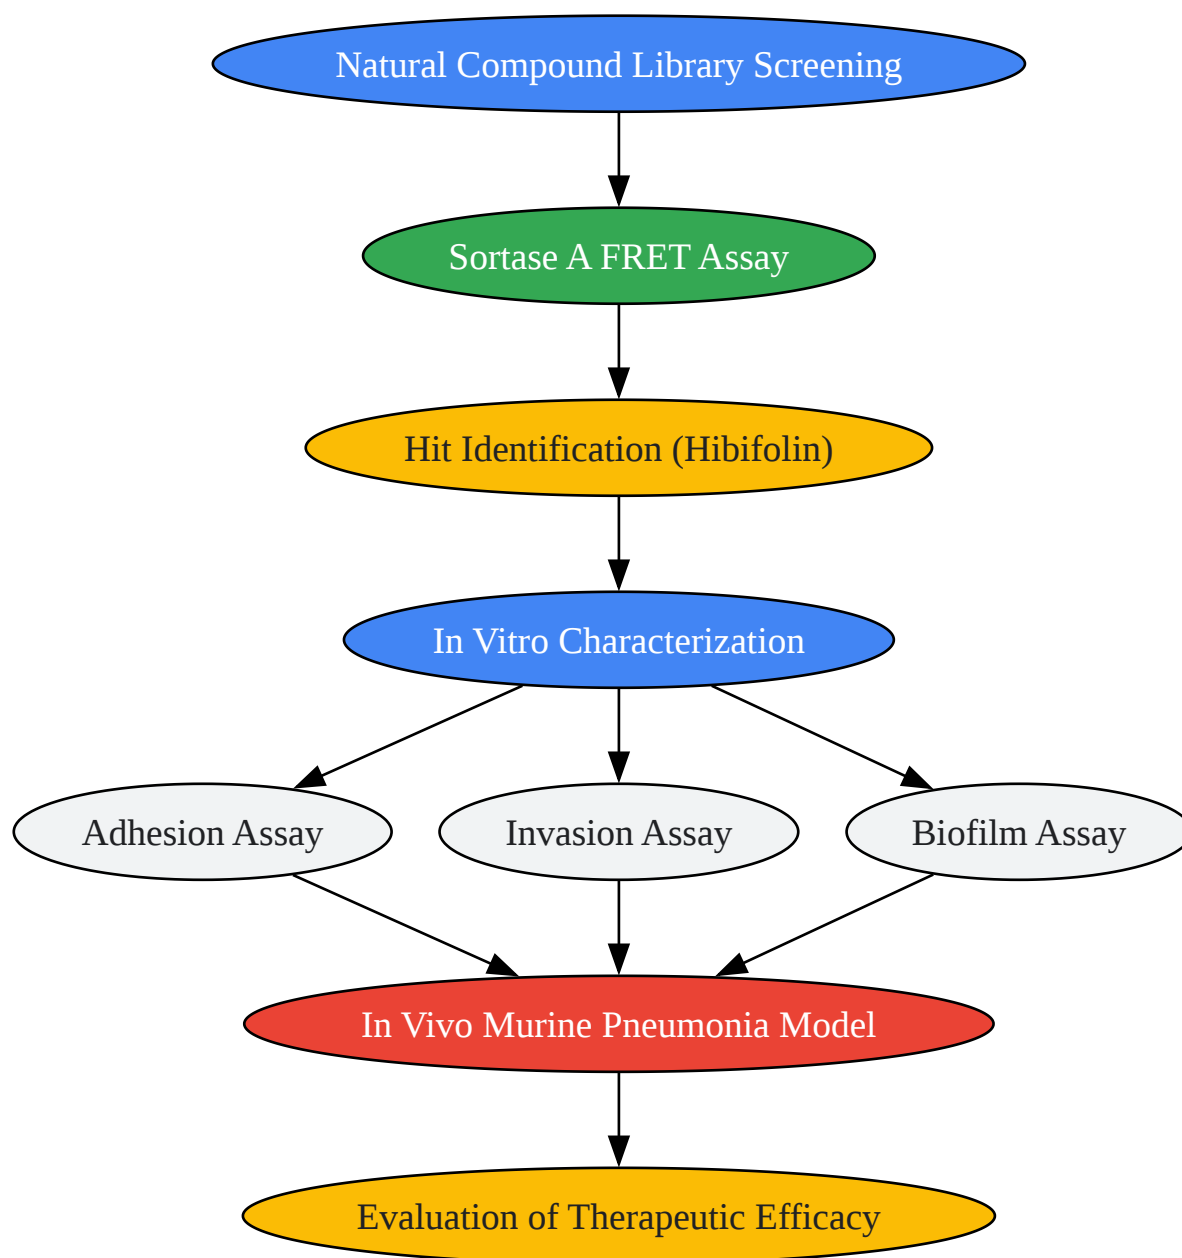 Natural Compound Library Screening
Sortase A FRET Assay
Hit Identification (Hibifolin)
In Vitro Characterization
Adhesion Assay
Invasion Assay
Biofilm Assay
In Vivo Murine Pneumonia Model
Evaluation of Therapeutic Efficacy